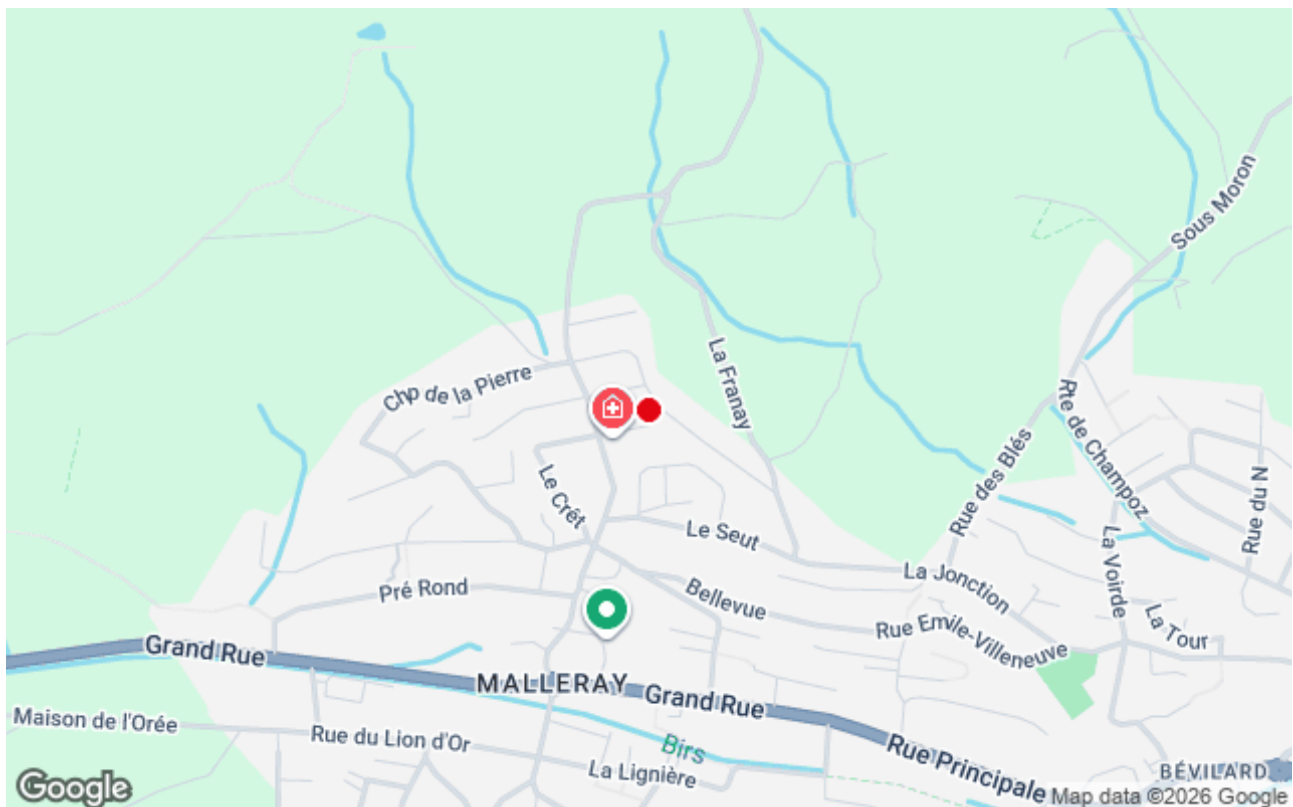 Sous Moron
La Franay
Chp de la Pierre
Rte de Champoz
Rue des Blés
Rue du N
Le Crêt
Le Seut
La Voirde
La Jonction
Pré Rond
Bellevue
Rue Emile-Villeneuve
La Tour
Grand Rue
MALLERAY
Grand Rue
Maison de l'Orée
Rue du Lion d'Or
Birs
Rue Principale
La Lignière
BÉVILARD
Google
Map data ©2026 Google